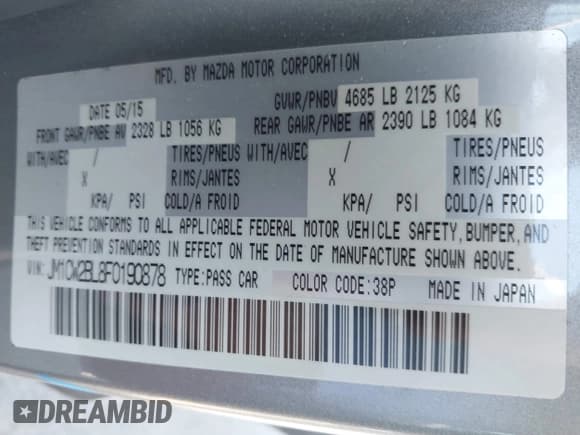 MFD. BY MAZDA MOTOR CORPORATION
DATE 05/15 GVWR/PNBV 4685 LB 2125 KG
FRONT GAWR/PNBE AV 2328 LB 1056 KG REAR GAWR/PNBE AR 2390 LB 1084 KG
WITH/AVEC / TIRES/PNEUS WITH/AVEC / TIRES/PNEUS
X RIMS/JANTES X RIMS/JANTES
KPA/ PSI COLD/A FROID KPA/ PSI COLD/A FROID
THIS VEHICLE CONFORMS TO ALL APPLICABLE FEDERAL MOTOR VEHICLE SAFETY, BUMPER, AND
THEFT PREVENTION STANDARDS IN EFFECT ON THE DATE OF MANUFACTURE SHOWN ABOVE.
VIN: JM1CW2BL8F0190878 TYPE:PASS CAR COLOR CODE:38P MADE IN JAPAN
DREAMBID